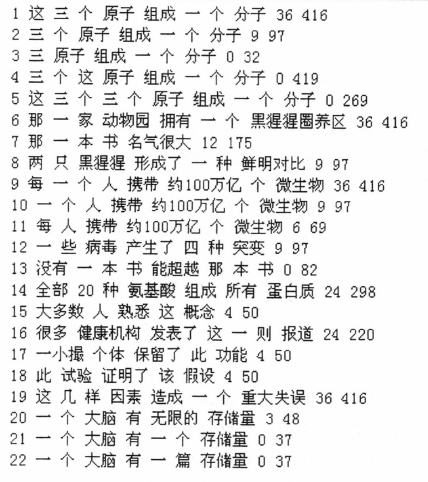 1 这 三 个 原子 组成 一 个 分子 36 416
2 三 个 原子 组成 一 个 分子 9 97
3 三 原子 组成 一 个 分子 0 32
4 三 个 这 原子 组成 一 个 分子 0 419
5 这 三 个 三 个 原子 组成 一 个 分子 0 269
6 那 一 家 动物园 拥有 一 个 黑猩猩圈养区 36 416
7 那 一 本 书 名气很大 12 175
8 两 只 黑猩猩 形成了 一 种 鲜明对比 9 97
9 每 一 个 人 携带 约100万亿 个 微生物 36 416
10 一 个 人 携带 约100万亿 个 微生物 9 97
11 每 人 携带 约100万亿 个 微生物 6 69
12 一 些 病毒 产生了 四 种 突变 9 97
13 没有 一 本 书 能超越 那 本 书 0 82
14 全部 20 种 氨基酸 组成 所有 蛋白质 24 298
15 大多数 人 熟悉 这 概念 4 50
16 很多 健康机构 发表了 这 一 则 报道 24 220
17 一小撮 个体 保留了 此 功能 4 50
18 此 试验 证明了 该 假设 4 50
19 这 几 样 因素 造成 一 个 重大失误 36 416
20 一 个 大脑 有 无限的 存储量 3 48
21 一 个 大脑 有 一 个 存储量 0 37
22 一 个 大脑 有 一 篇 存储量 0 37